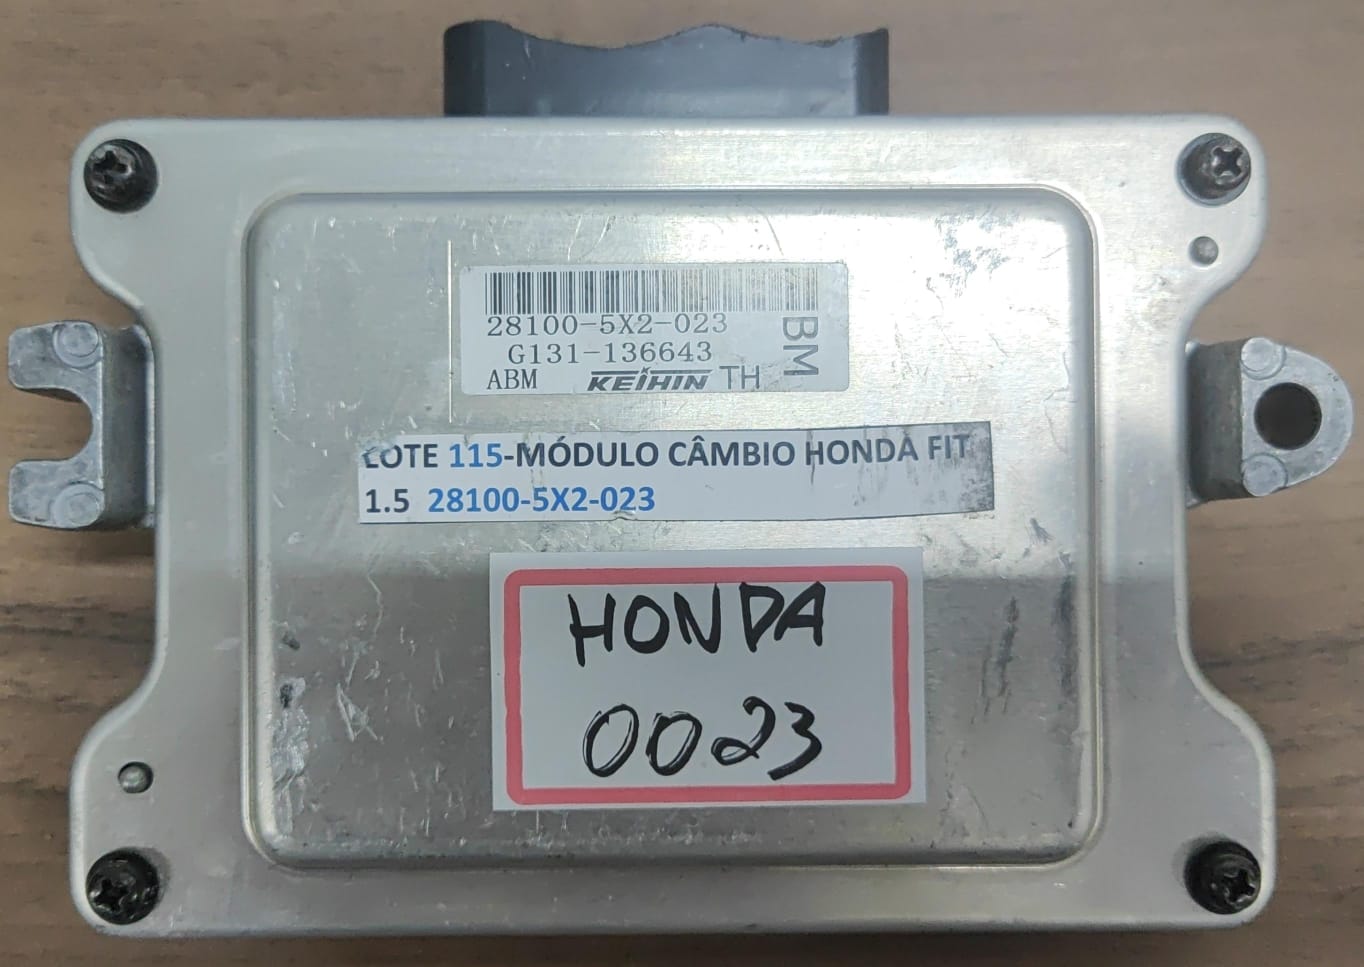 28100-5X2-023
G131-136643
ABM KEIHIN TH
BM
LOTE 115-MÓDULO CÂMBIO HONDA FIT
1.5 28100-5X2-023
HONDA
0023